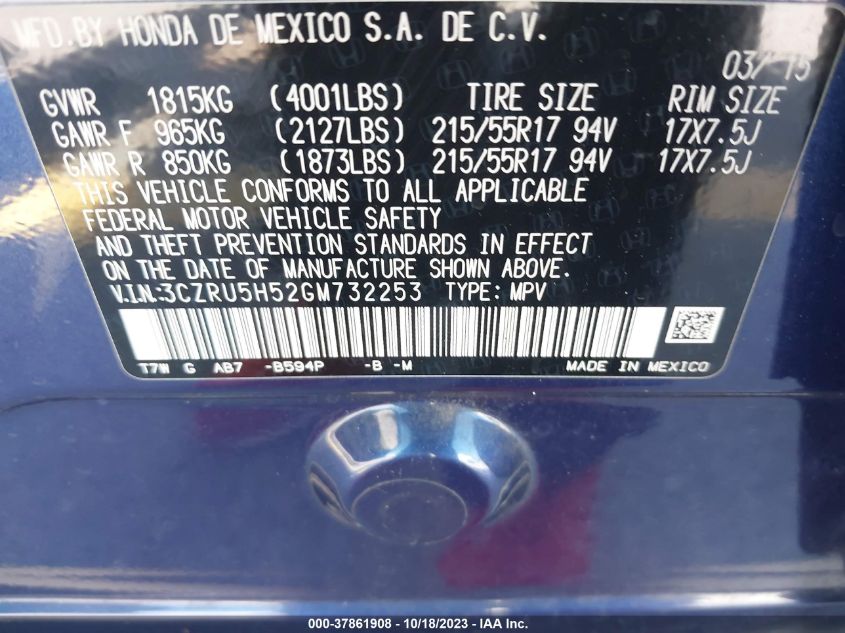 MFD.BY HONDA DE MEXICO S.A. DE C.V.
03/15
GVWR 1815KG (4001LBS) TIRE SIZE RIM SIZE
GAWR F 965KG (2127LBS) 215/55R17 94V 17X7.5J
GAWR R 850KG (1873LBS) 215/55R17 94V 17X7.5J
THIS VEHICLE CONFORMS TO ALL APPLICABLE
FEDERAL MOTOR VEHICLE SAFETY
AND THEFT PREVENTION STANDARDS IN EFFECT
ON THE DATE OF MANUFACTURE SHOWN ABOVE.
V.I.N:3CZRU5H52GM732253 TYPE: MPV
T7W G AB7 -B594P -B -M MADE IN MEXICO
000-37861908 - 10/18/2023 - IAA Inc.